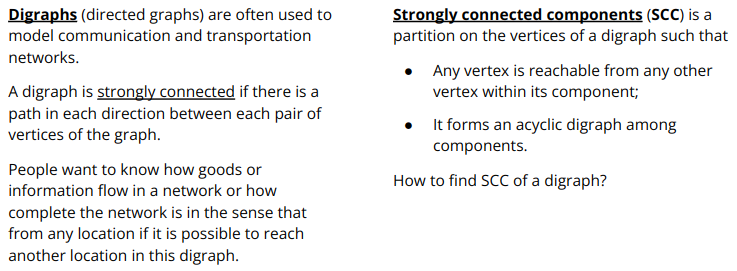 Digraphs (directed graphs) are often used to
model communication and transportation
networks.
A digraph is strongly connected if there is a
path in each direction between each pair of
vertices of the graph.
People want to know how goods or
information flow in a network or how
complete the network is in the sense that
from any location if it is possible to reach
another location in this digraph.
Strongly connected components (SCC) is a
partition on the vertices of a digraph such that
● Any vertex is reachable from any other
vertex within its component;
● It forms an acyclic digraph among
components.
How to find SCC of a digraph?